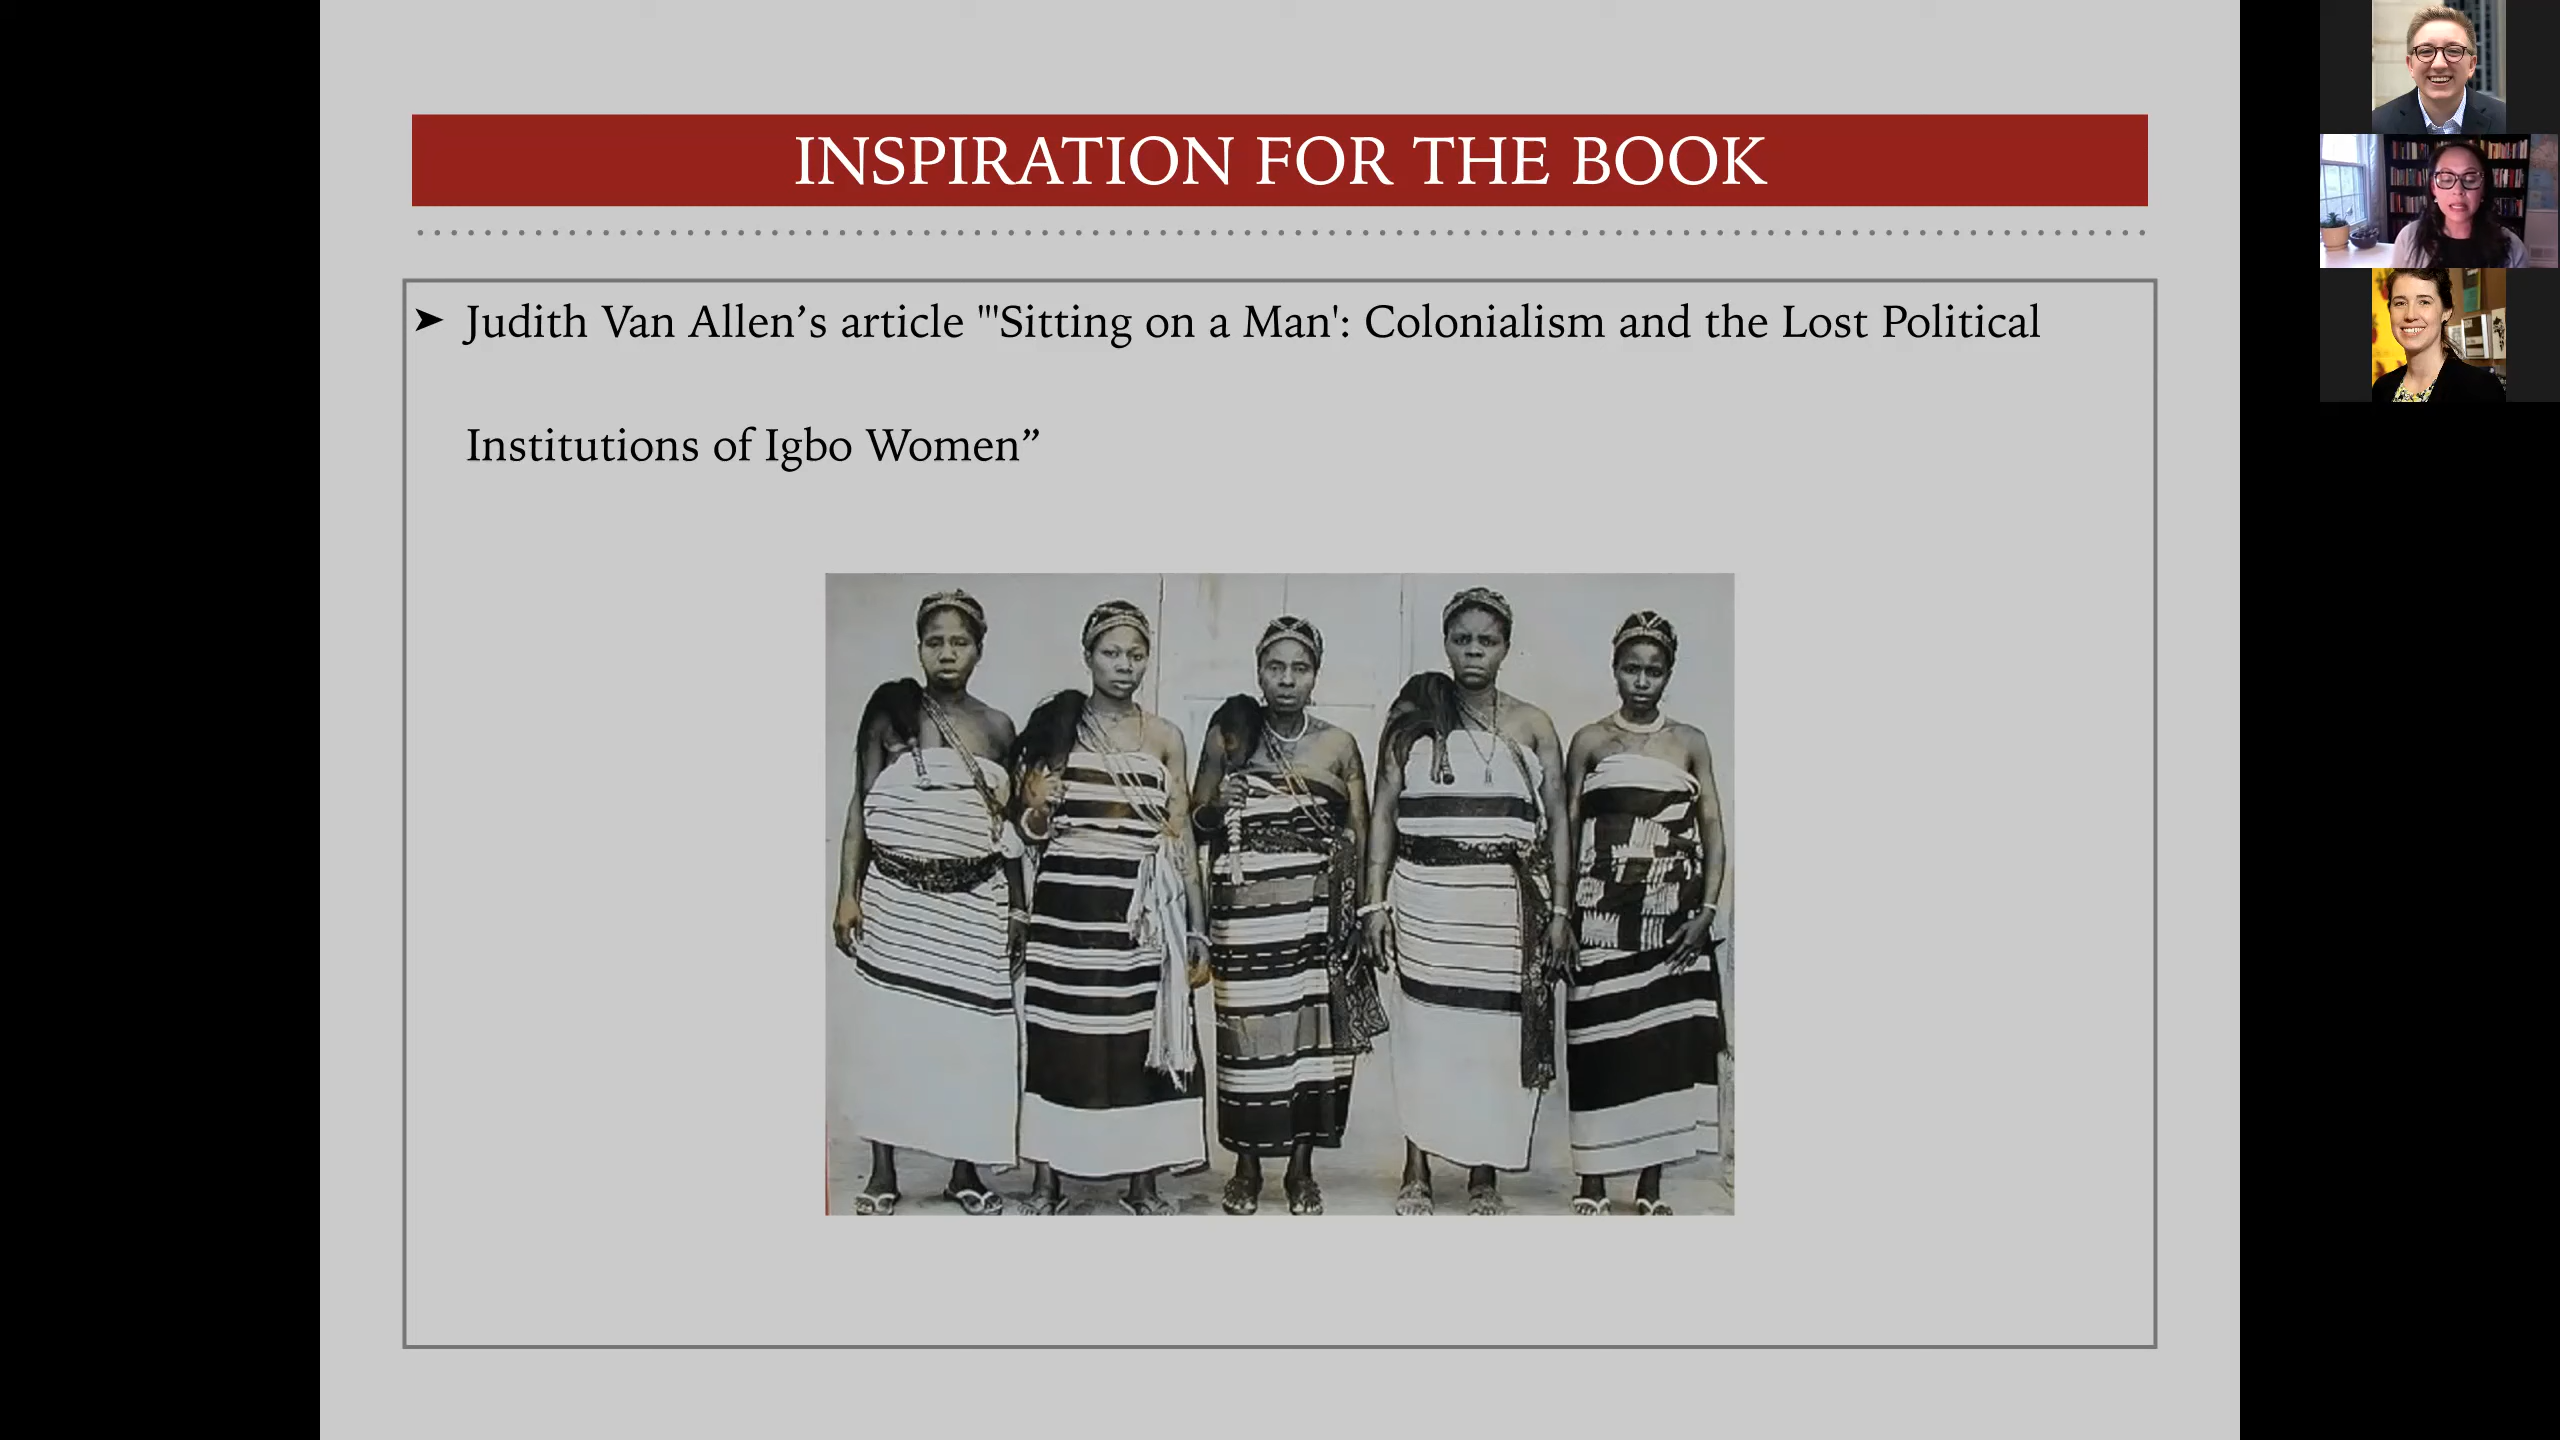 INSPIRATION FOR THE BOOK
➤ Judith Van Allen’s article "'Sitting on a Man': Colonialism and the Lost Political
Institutions of Igbo Women”